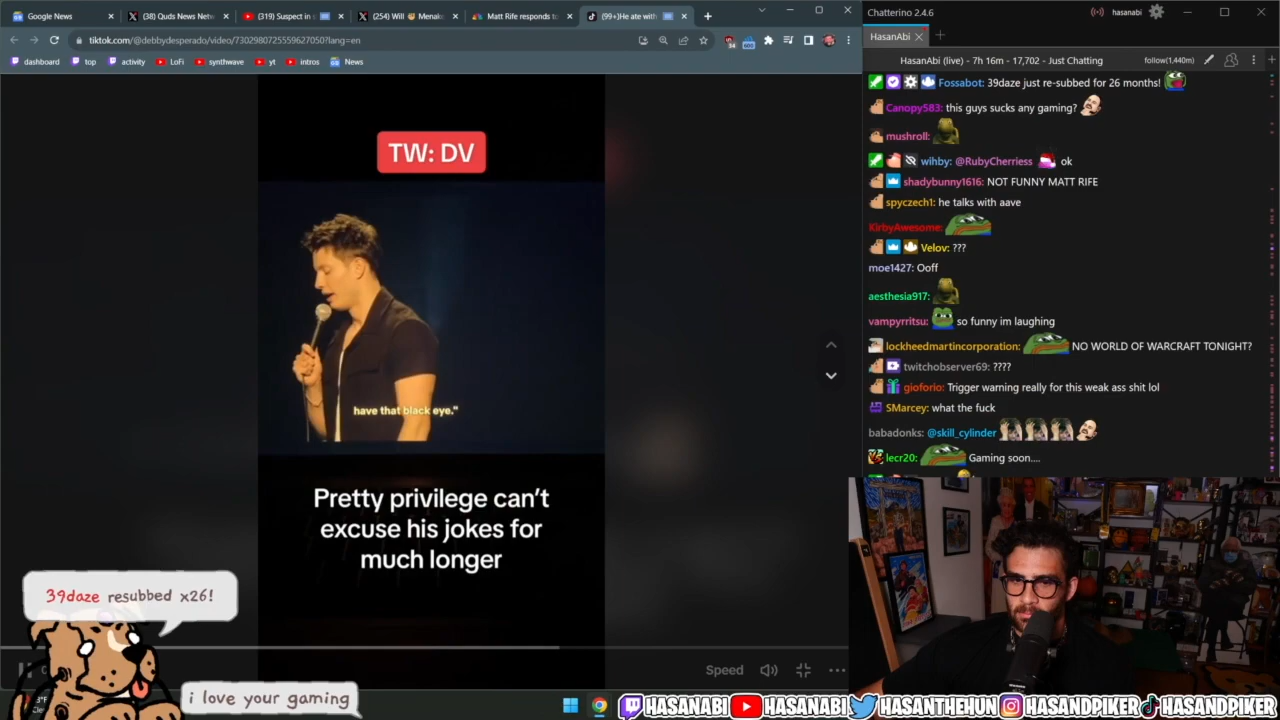 Google News
(38) Quds News Netw
(319) Suspect in
(254) Will
Menak
Matt Rife responds to
(99+)He ate with
tiktok.com/@debbydesperado/video/7302980725559627050?lang=en
dashboard
top
activity
LoFi
synthwave
yt
intros
News
TW: DV
have that black eye."
Pretty privilege can't
excuse his jokes for
much longer
Speed
39daze resubbed x26!
i love your gaming
Chatterino 2.4.6
hasanabi
HasanAbi
HasanAbi (live) - 7h 16m - 17,702 - Just Chatting
follow(1,440m)
Fossabot: 39daze just re-subbed for 26 months!
Canopy583: this guys sucks any gaming?
mushroll:
wihby: @RubyCherriess ok
shadybunny1616: NOT FUNNY MATT RIFE
spyczech1: he talks with aave
KirbyAwesome:
Velov: ???
moe1427: Ooff
aesthesia917:
vampyrritsu: so funny im laughing
lockheedmartincorporation: NO WORLD OF WARCRAFT TONIGHT?
twitchobserver69: ????
gioforio: Trigger warning really for this weak ass shit lol
SMarcey: what the fuck
babadonks: @skill_cylinder
lecr20: Gaming soon....
HASANABI
HASANABI
HASANTHEHUN
HASANDPIKER
HASANDPIKER